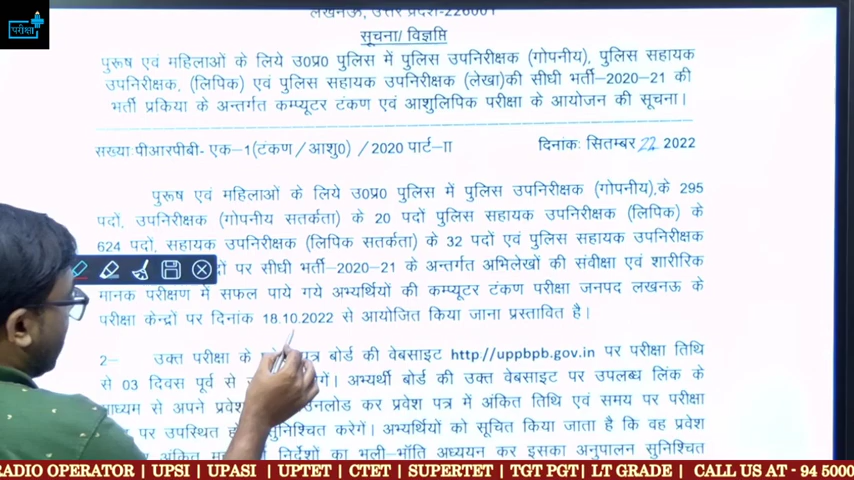 परीक्षा
लखनऊ, उत्तर प्रदेश-226001
सूचना/विज्ञप्ति
पुरूष एवं महिलाओं के लिये उ0प्र0 पुलिस में पुलिस उपनिरीक्षक (गोपनीय), पुलिस सहायक
उपनिरीक्षक, (लिपिक) एवं पुलिस सहायक उपनिरीक्षक (लेखा)की सीधी भर्ती–2020-21 की
भर्ती प्रकिया के अन्तर्गत कम्प्यूटर टंकण एवं आशुलिपिक परीक्षा के आयोजन की सूचना।
सख्याःपीआरपीबी- एक-1(टंकण/आशु0) /2020 पार्ट-II दिनांकः सितम्बर 22 2022
पुरूष एवं महिलाओं के लिये उ0प्र0 पुलिस में पुलिस उपनिरीक्षक (गोपनीय),के 295
पदों, उपनिरीक्षक (गोपनीय सतर्कता) के 20 पदों पुलिस सहायक उपनिरीक्षक (लिपिक) के
624 पदों, सहायक उपनिरीक्षक (लिपिक सतर्कता) के 32 पदों एवं पुलिस सहायक उपनिरीक्षक
पर सीधी भर्ती–2020-21 के अन्तर्गत अभिलेखों की संवीक्षा एवं शारीरिक
मानक परीक्षण में सफल पाये गये अभ्यर्थियों की कम्प्यूटर टंकण परीक्षा जनपद लखनऊ के
परीक्षा केन्द्रों पर दिनांक 18.10.2022 से आयोजित किया जाना प्रस्तावित है।
2– उक्त परीक्षा के पत्र बोर्ड की वेबसाइट http://uppbpb.gov.in पर परीक्षा तिथि
से 03 दिवस पूर्व से अभ्यर्थी बोर्ड की उक्त वेबसाइट पर उपलब्ध लिंक के
माध्यम से अपने कर प्रवेश पत्र में अंकित तिथि एवं समय पर परीक्षा
पर उपस्थित सुनिश्चित करेगें। अभ्यर्थियों को सूचित किया जाता है कि वह प्रवेश
अंकित निर्देशों का भली-भाँति अध्ययन कर इसका अनुपालन सुनिश्चित
RADIO OPERATOR | UPSI | UPASI | UPTET | CTET | SUPERTET | TGT PGT| LT GRADE | CALL US AT - 94 5000